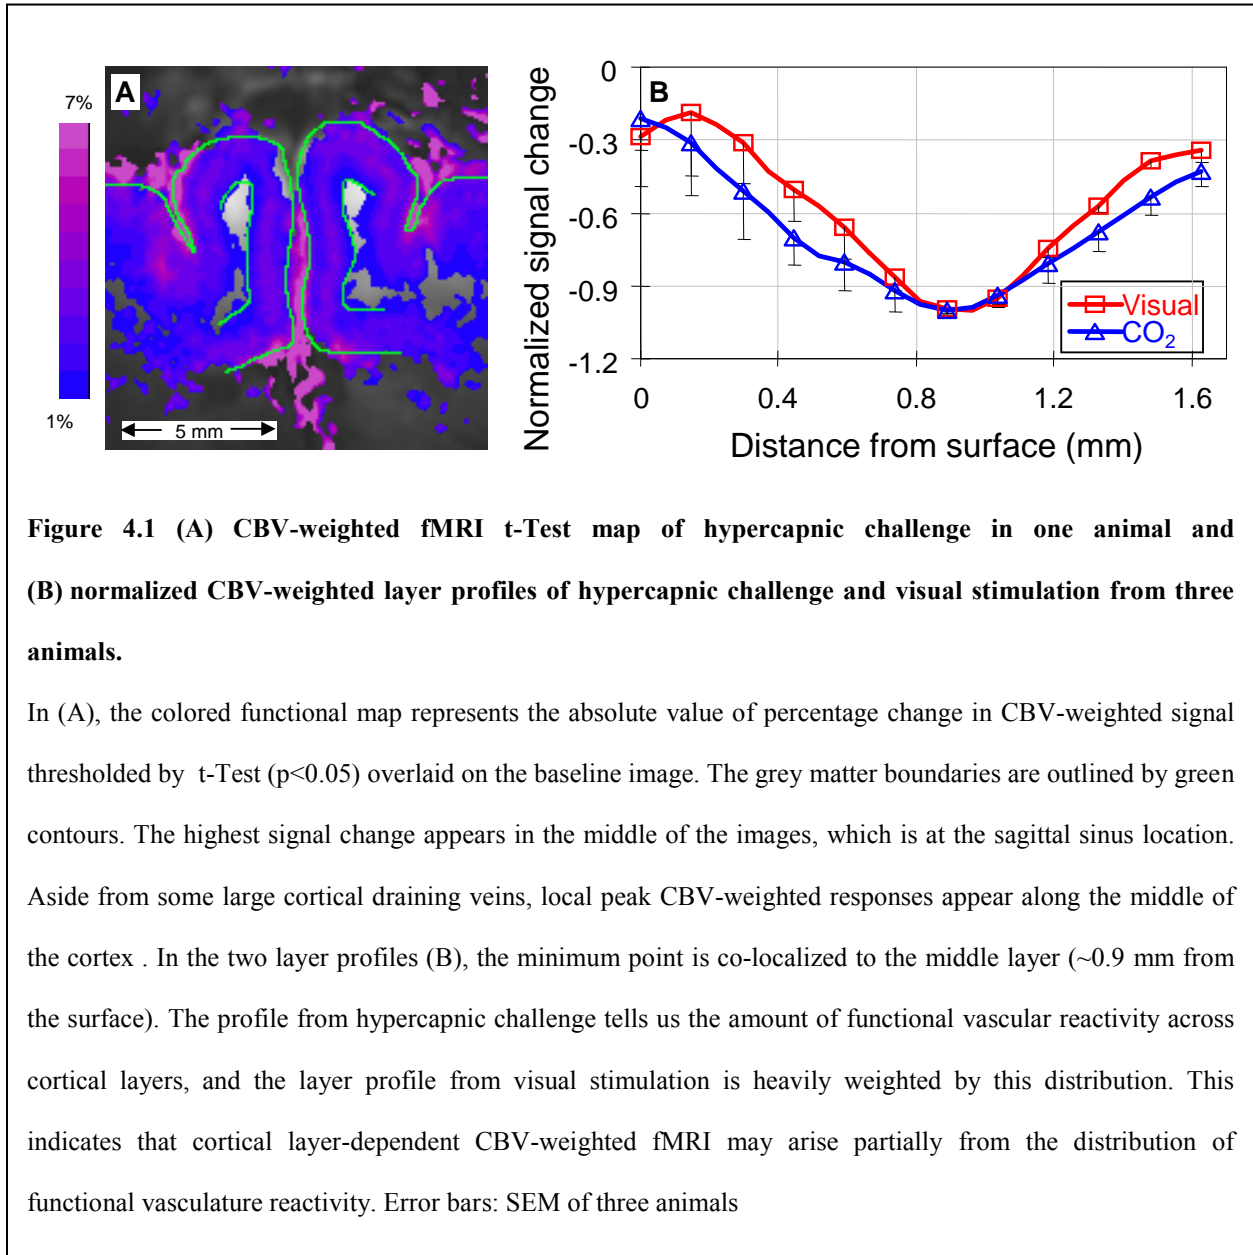 7%
1%
A
5 mm
B
Normalized signal change
0
-0.3
-0.6
-0.9
-1.2
Visual
CO₂
0 0.4 0.8 1.2 1.6
Distance from surface (mm)
Figure 4.1 (A) CBV-weighted fMRI t-Test map of hypercapnic challenge in one animal and
(B) normalized CBV-weighted layer profiles of hypercapnic challenge and visual stimulation from three
animals.
In (A), the colored functional map represents the absolute value of percentage change in CBV-weighted signal
thresholded by t-Test (p<0.05) overlaid on the baseline image. The grey matter boundaries are outlined by green
contours. The highest signal change appears in the middle of the images, which is at the sagittal sinus location.
Aside from some large cortical draining veins, local peak CBV-weighted responses appear along the middle of
the cortex . In the two layer profiles (B), the minimum point is co-localized to the middle layer (~0.9 mm from
the surface). The profile from hypercapnic challenge tells us the amount of functional vascular reactivity across
cortical layers, and the layer profile from visual stimulation is heavily weighted by this distribution. This
indicates that cortical layer-dependent CBV-weighted fMRI may arise partially from the distribution of
functional vasculature reactivity. Error bars: SEM of three animals